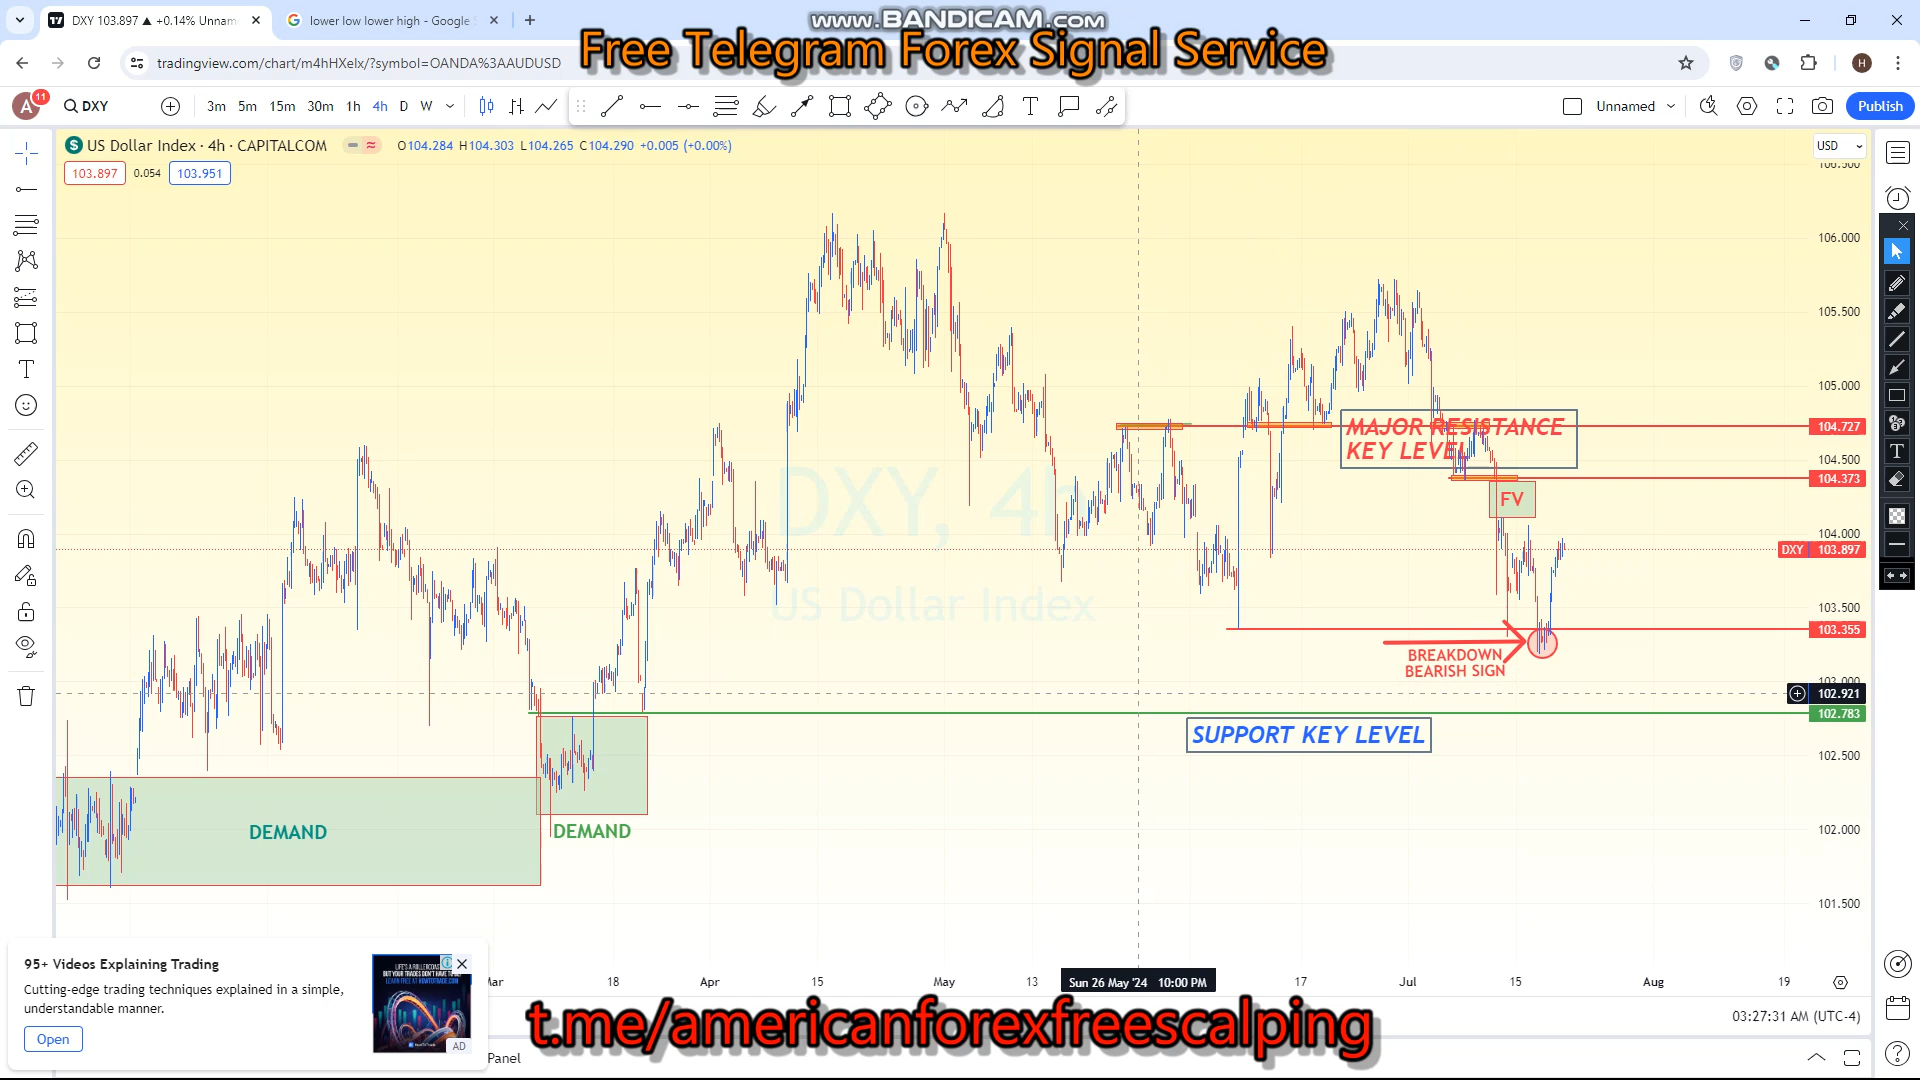 www.BANDICAM.com
DXY 103.897 ▲ +0.14% Unnam
lower low lower high - Google S
Free Telegram Forex Signal Service
tradingview.com/chart/m4hHXelx/?symbol=OANDA%3AAUDUSD
H
A
11
DXY
3m 5m 15m 30m 1h 4h D W
Unnamed
Publish
US Dollar Index · 4h · CAPITALCOM
O104.284 H104.303 L104.265 C104.290 +0.005 (+0.00%)
103.897 0.054 103.951
USD
106.500
106.000
105.500
105.000
104.727
MAJOR RESISTANCE
KEY LEVEL
104.500
104.373
FV
DXY, 4h
US Dollar Index
104.000
DXY 103.897
103.500
103.355
BREAKDOWN
BEARISH SIGN
103.000
102.921
102.783
SUPPORT KEY LEVEL
102.500
102.000
DEMAND
DEMAND
101.500
Mar 18 Apr 15 May 13 Sun 26 May '24 10:00 PM 17 Jul 15 Aug 19
95+ Videos Explaining Trading
Cutting-edge trading techniques explained in a simple,
understandable manner.
Open
AD
t.me/americanforexfreescalping
03:27:31 AM (UTC-4)
Panel